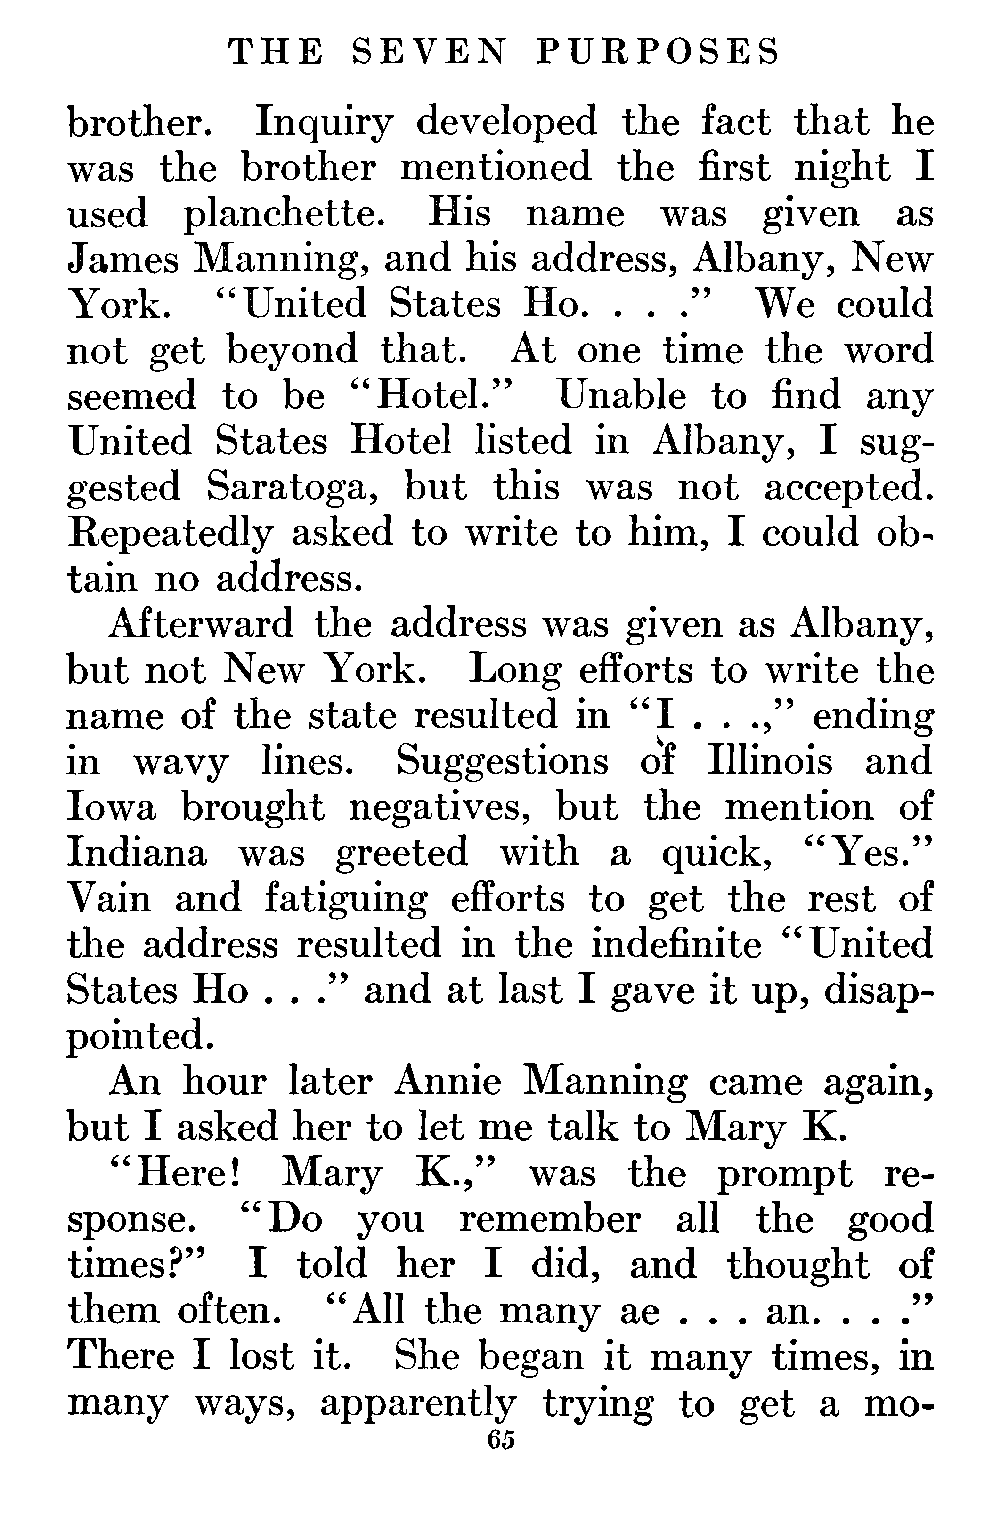 THE SEVEN PURPOSES
brother. Inquiry developed the fact that he
was the brother mentioned the first night I
used planchette. His name was given as
James Manning, and his address, Albany, New
York. “United States Ho. . . .” We could
not get beyond that. At one time the word
seemed to be “Hotel.” Unable to find any
United States Hotel listed in Albany, I sug-
gested Saratoga, but this was not accepted.
Repeatedly asked to write to him, I could ob-
tain no address.
Afterward the address was given as Albany,
but not New York. Long efforts to write the
name of the state resulted in “I . . .,” ending
in wavy lines. Suggestions of Illinois and
Iowa brought negatives, but the mention of
Indiana was greeted with a quick, “Yes.”
Vain and fatiguing efforts to get the rest of
the address resulted in the indefinite “United
States Ho . . .” and at last I gave it up, disap-
pointed.
An hour later Annie Manning came again,
but I asked her to let me talk to Mary K.
“Here! Mary K.,” was the prompt re-
sponse. “Do you remember all the good
times?” I told her I did, and thought of
them often. “All the many ae . . . an. . . .”
There I lost it. She began it many times, in
many ways, apparently trying to get a mo-
65